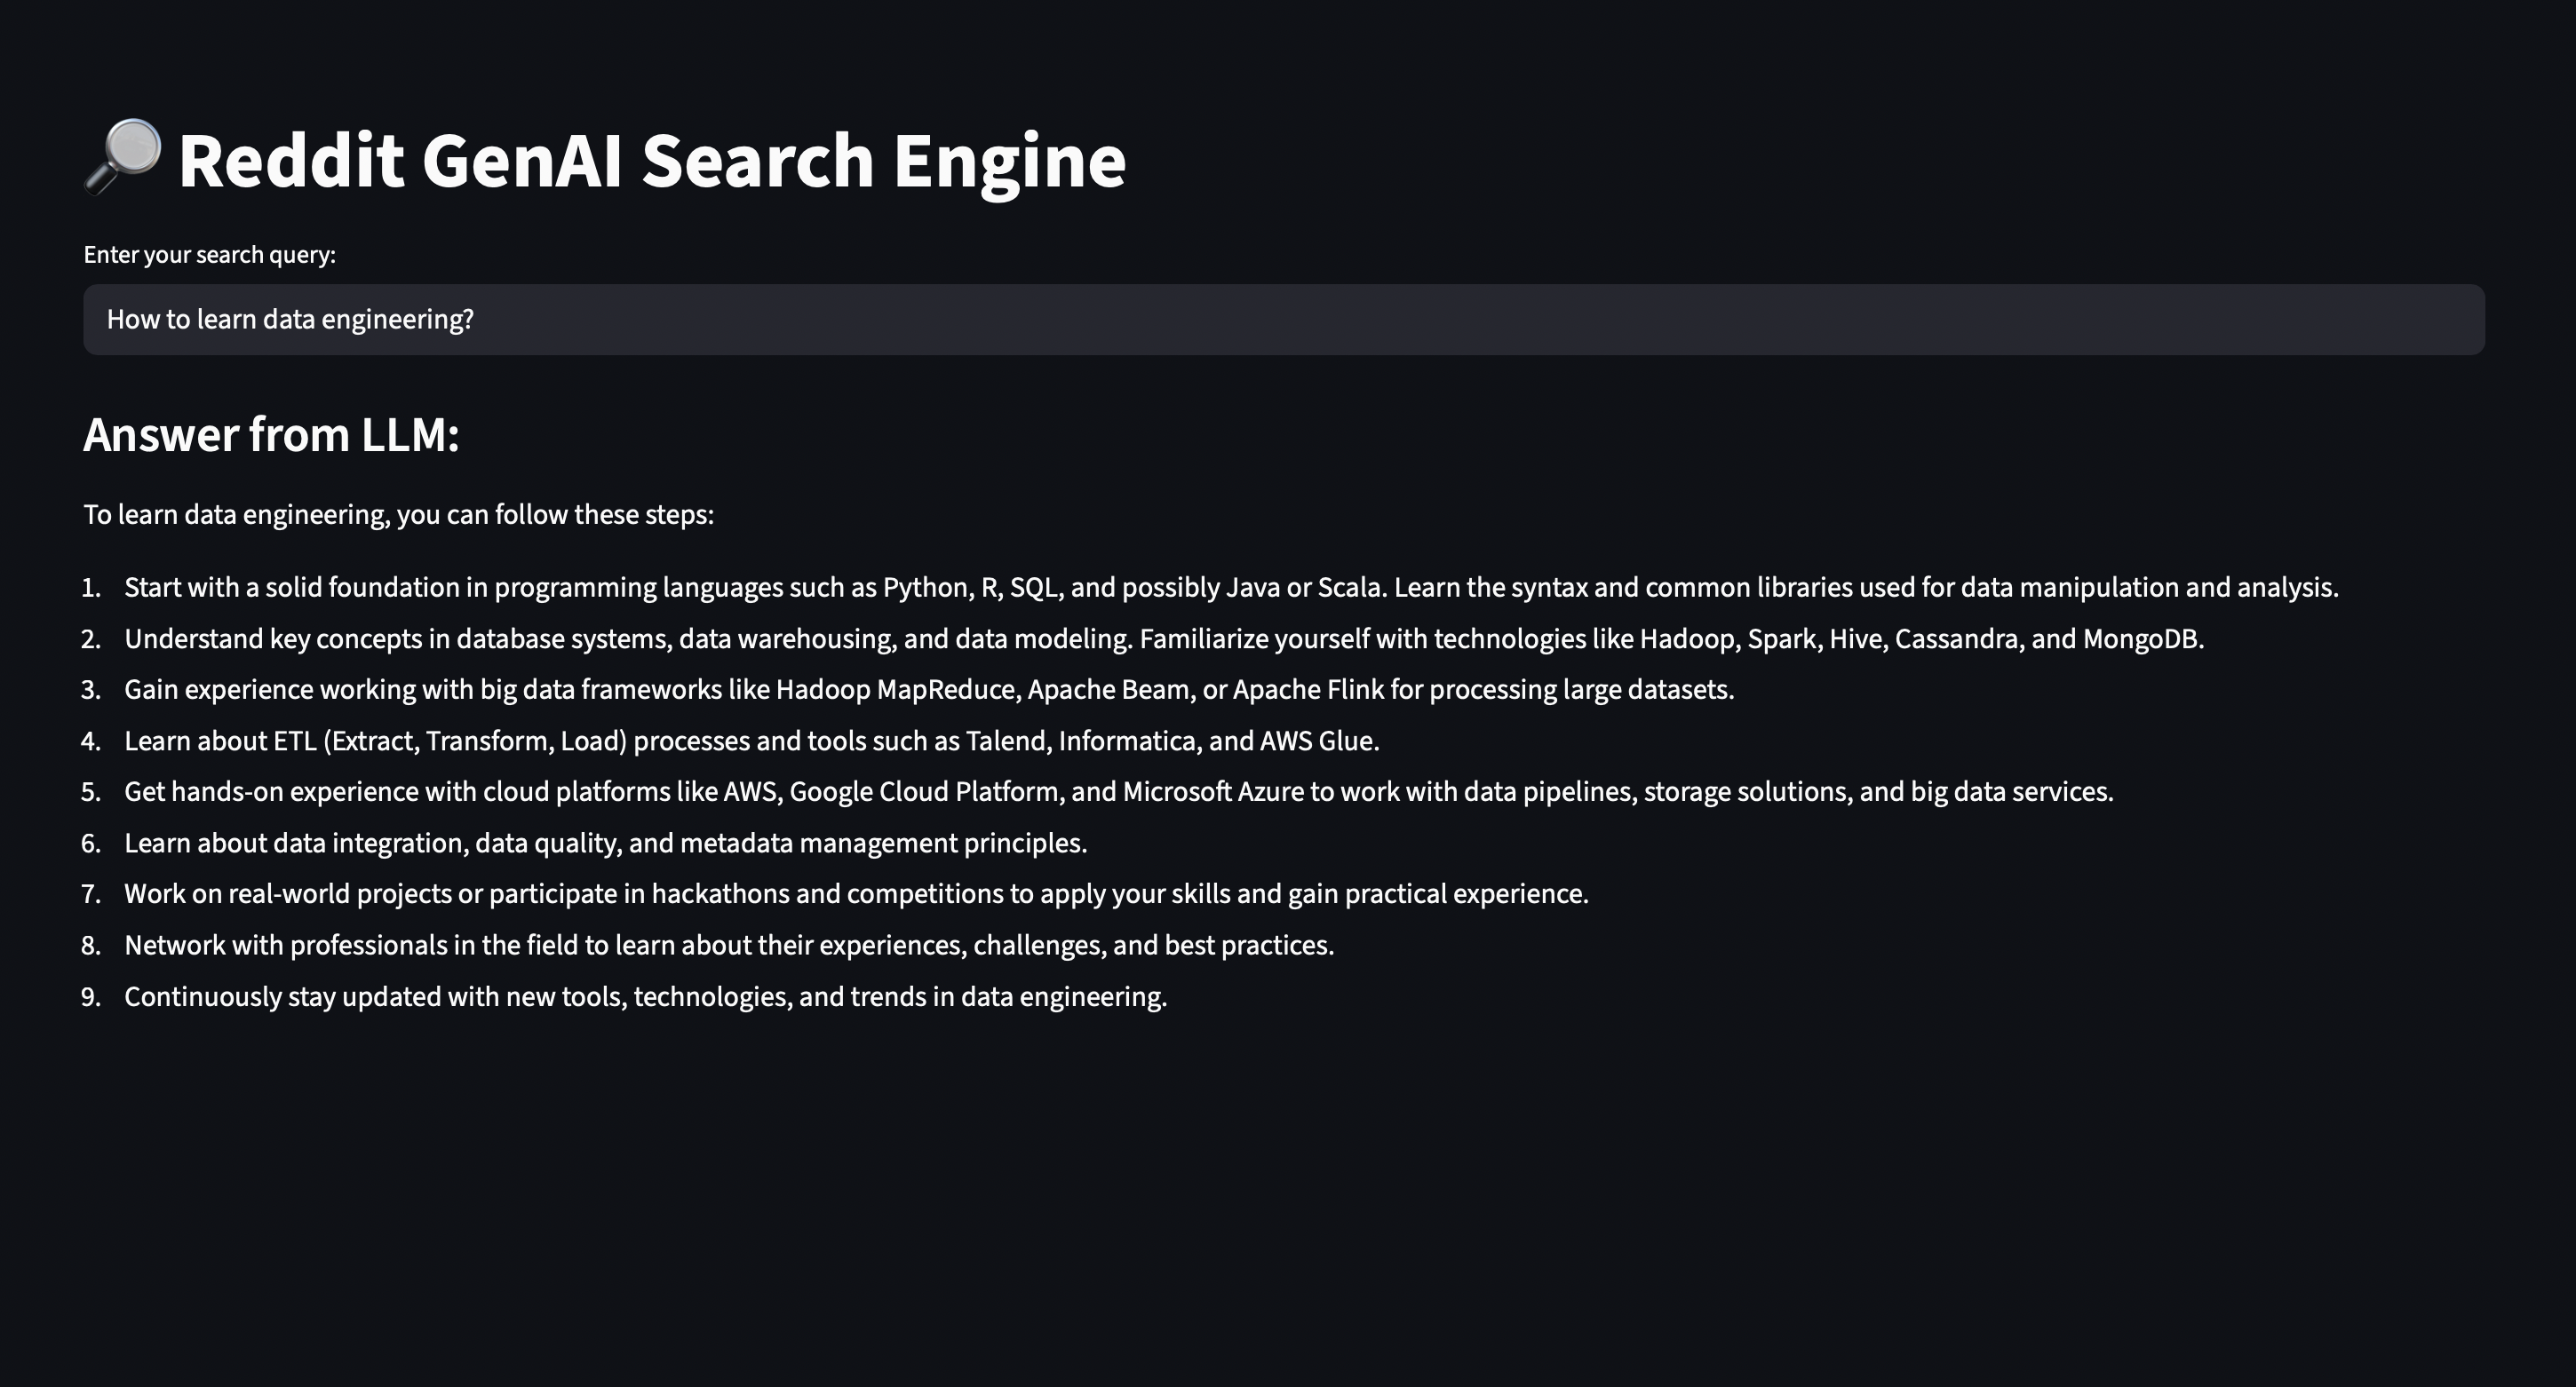 🔎 Reddit GenAI Search Engine
Enter your search query:
How to learn data engineering?
Answer from LLM:
To learn data engineering, you can follow these steps:
1. Start with a solid foundation in programming languages such as Python, R, SQL, and possibly Java or Scala. Learn the syntax and common libraries used for data manipulation and analysis.
2. Understand key concepts in database systems, data warehousing, and data modeling. Familiarize yourself with technologies like Hadoop, Spark, Hive, Cassandra, and MongoDB.
3. Gain experience working with big data frameworks like Hadoop MapReduce, Apache Beam, or Apache Flink for processing large datasets.
4. Learn about ETL (Extract, Transform, Load) processes and tools such as Talend, Informatica, and AWS Glue.
5. Get hands-on experience with cloud platforms like AWS, Google Cloud Platform, and Microsoft Azure to work with data pipelines, storage solutions, and big data services.
6. Learn about data integration, data quality, and metadata management principles.
7. Work on real-world projects or participate in hackathons and competitions to apply your skills and gain practical experience.
8. Network with professionals in the field to learn about their experiences, challenges, and best practices.
9. Continuously stay updated with new tools, technologies, and trends in data engineering.